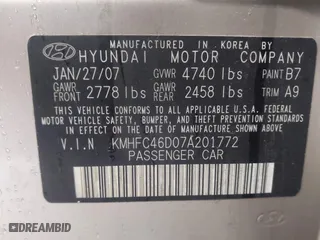 MANUFACTURED IN KOREA BY
HYUNDAI MOTOR COMPANY
JAN/27/07 GVWR 4740 lbs PAINT B7
GAWR FRONT 2778 lbs GAWR REAR 2458 lbs TRIM A9
THIS VEHICLE CONFORMS TO ALL APPLICABLE
FEDERAL MOTOR VEHICLE SAFETY, BUMPER, AND
THEFT PREVENTION STANDARDS IN EFFECT ON
THE DATE OF MANUFACTURE SHOWN ABOVE.
V.I.N KMHFC46D07A201772
PASSENGER CAR